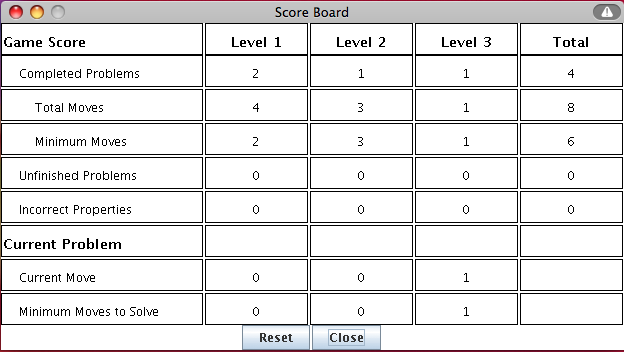 Score Board
Game Score Level 1 Level 2 Level 3 Total
Completed Problems 2 1 1 4
Total Moves 4 3 1 8
Minimum Moves 2 3 1 6
Unfinished Problems 0 0 0 0
Incorrect Properties 0 0 0 0
Current Problem
Current Move 0 0 1
Minimum Moves to Solve 0 0 1
Reset Close